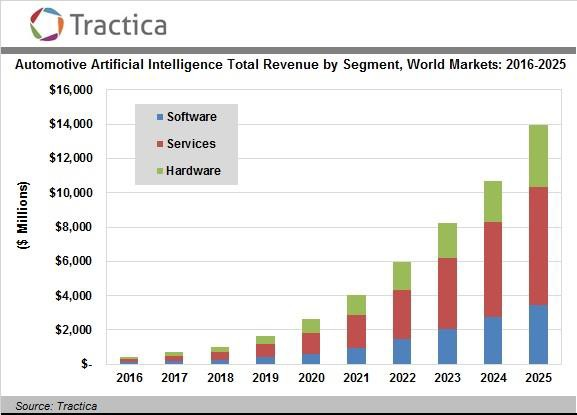 Tractica
Automotive Artificial Intelligence Total Revenue by Segment, World Markets: 2016-2025
$16,000
$14,000
$12,000
$10,000
$8,000
$6,000
$4,000
$2,000
$-
($ Millions)
Software
Services
Hardware
2016 2017 2018 2019 2020 2021 2022 2023 2024 2025
Source: Tractica